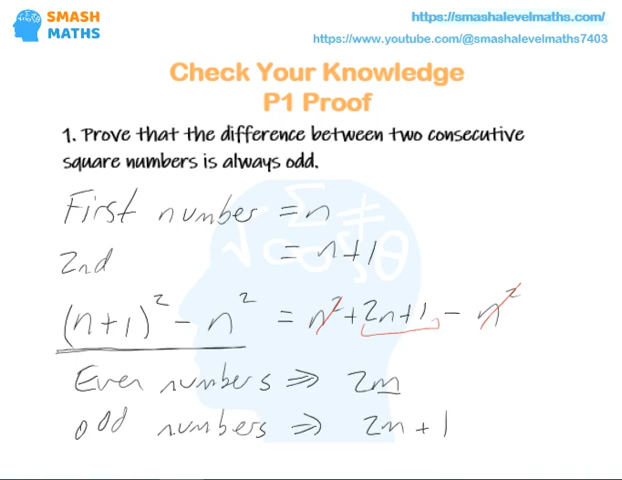 SMASH
MATHS
https://smashalevelmaths.com/
https://www.youtube.com/@smashalevelmaths7403
Check Your Knowledge
P1 Proof
1. Prove that the difference between two consecutive
square numbers is always odd.
First number = n
2nd = n+1
(n+1)² - n² = n² + 2n+1 - n²
Even numbers ⇒ 2m
odd numbers ⇒ 2m + 1
√ Σ ≠ cos θ